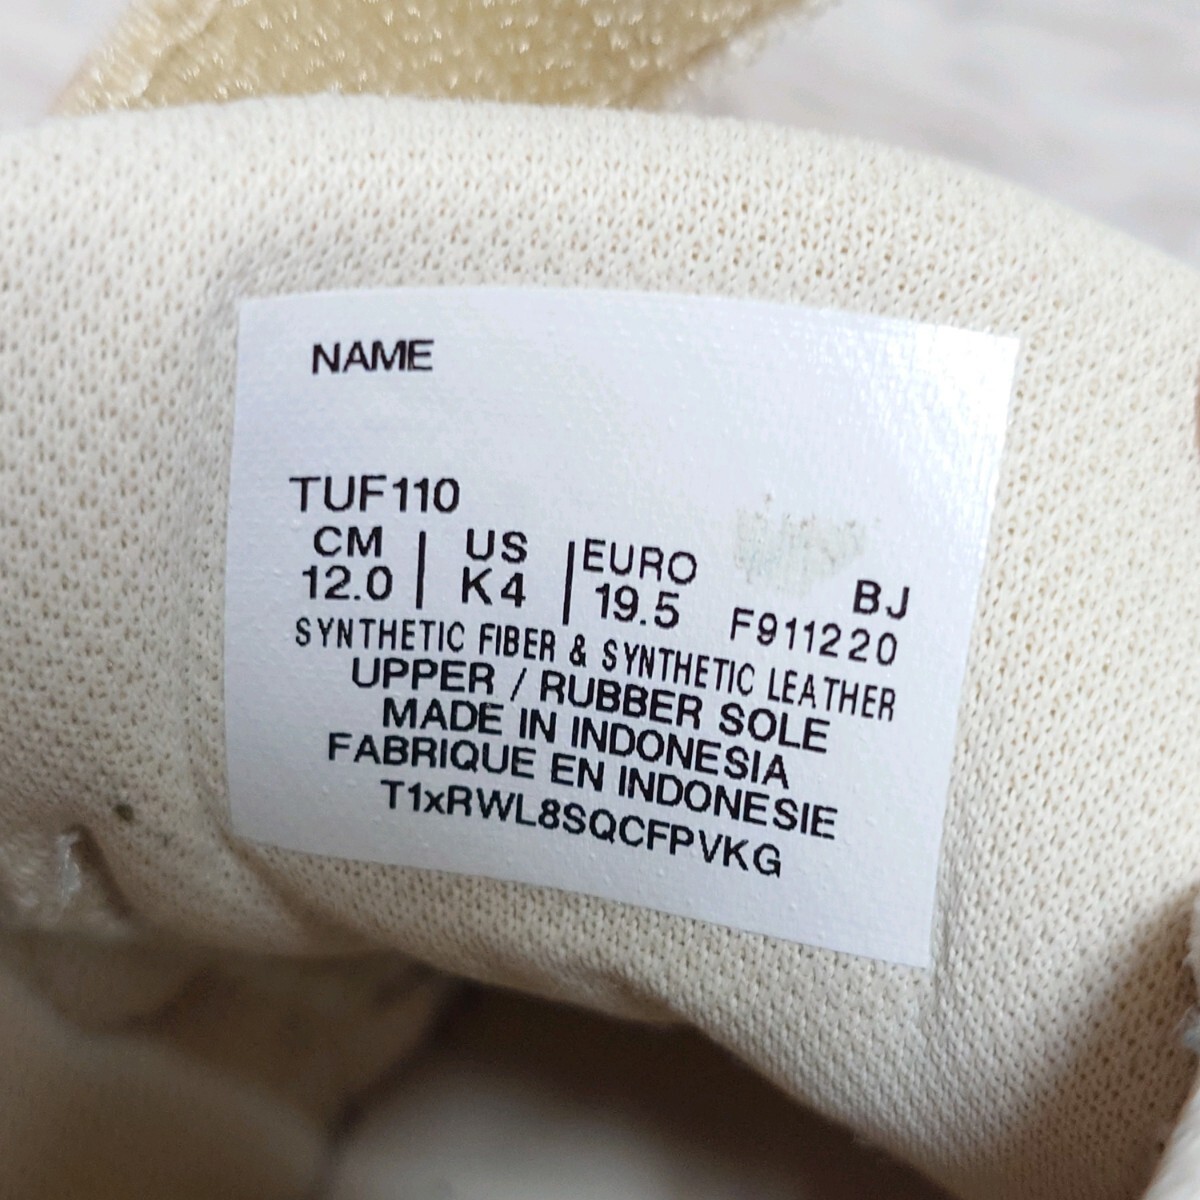 NAME
TUF110
CM | US | EURO BJ
12.0 | K4 | 19.5 F911220
SYNTHETIC FIBER & SYNTHETIC LEATHER
UPPER / RUBBER SOLE
MADE IN INDONESIA
FABRIQUE EN INDONESIE
T1xRWL8SQCFPVKG